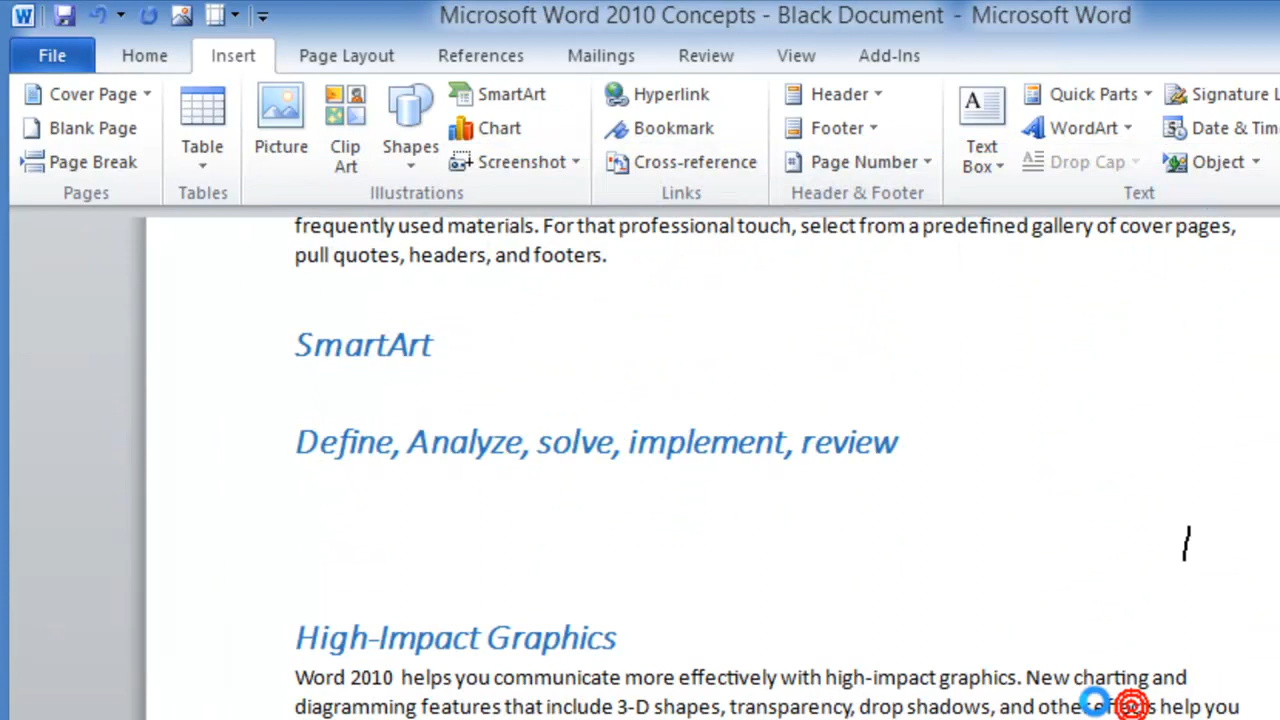 Microsoft Word 2010 Concepts - Black Document - Microsoft Word
File Home Insert Page Layout References Mailings Review View Add-Ins
Cover Page
Blank Page
Page Break
Pages
Table
Tables
Picture
Clip
Art
Shapes
SmartArt
Chart
Screenshot
Illustrations
Hyperlink
Bookmark
Cross-reference
Links
Header
Footer
Page Number
Header & Footer
Text
Box
Quick Parts
WordArt
Drop Cap
Signature L
Date & Tim
Object
Text
frequently used materials. For that professional touch, select from a predefined gallery of cover pages,
pull quotes, headers, and footers.
SmartArt
Define, Analyze, solve, implement, review
High-Impact Graphics
Word 2010 helps you communicate more effectively with high-impact graphics. New charting and
diagramming features that include 3-D shapes, transparency, drop shadows, and other effects help you